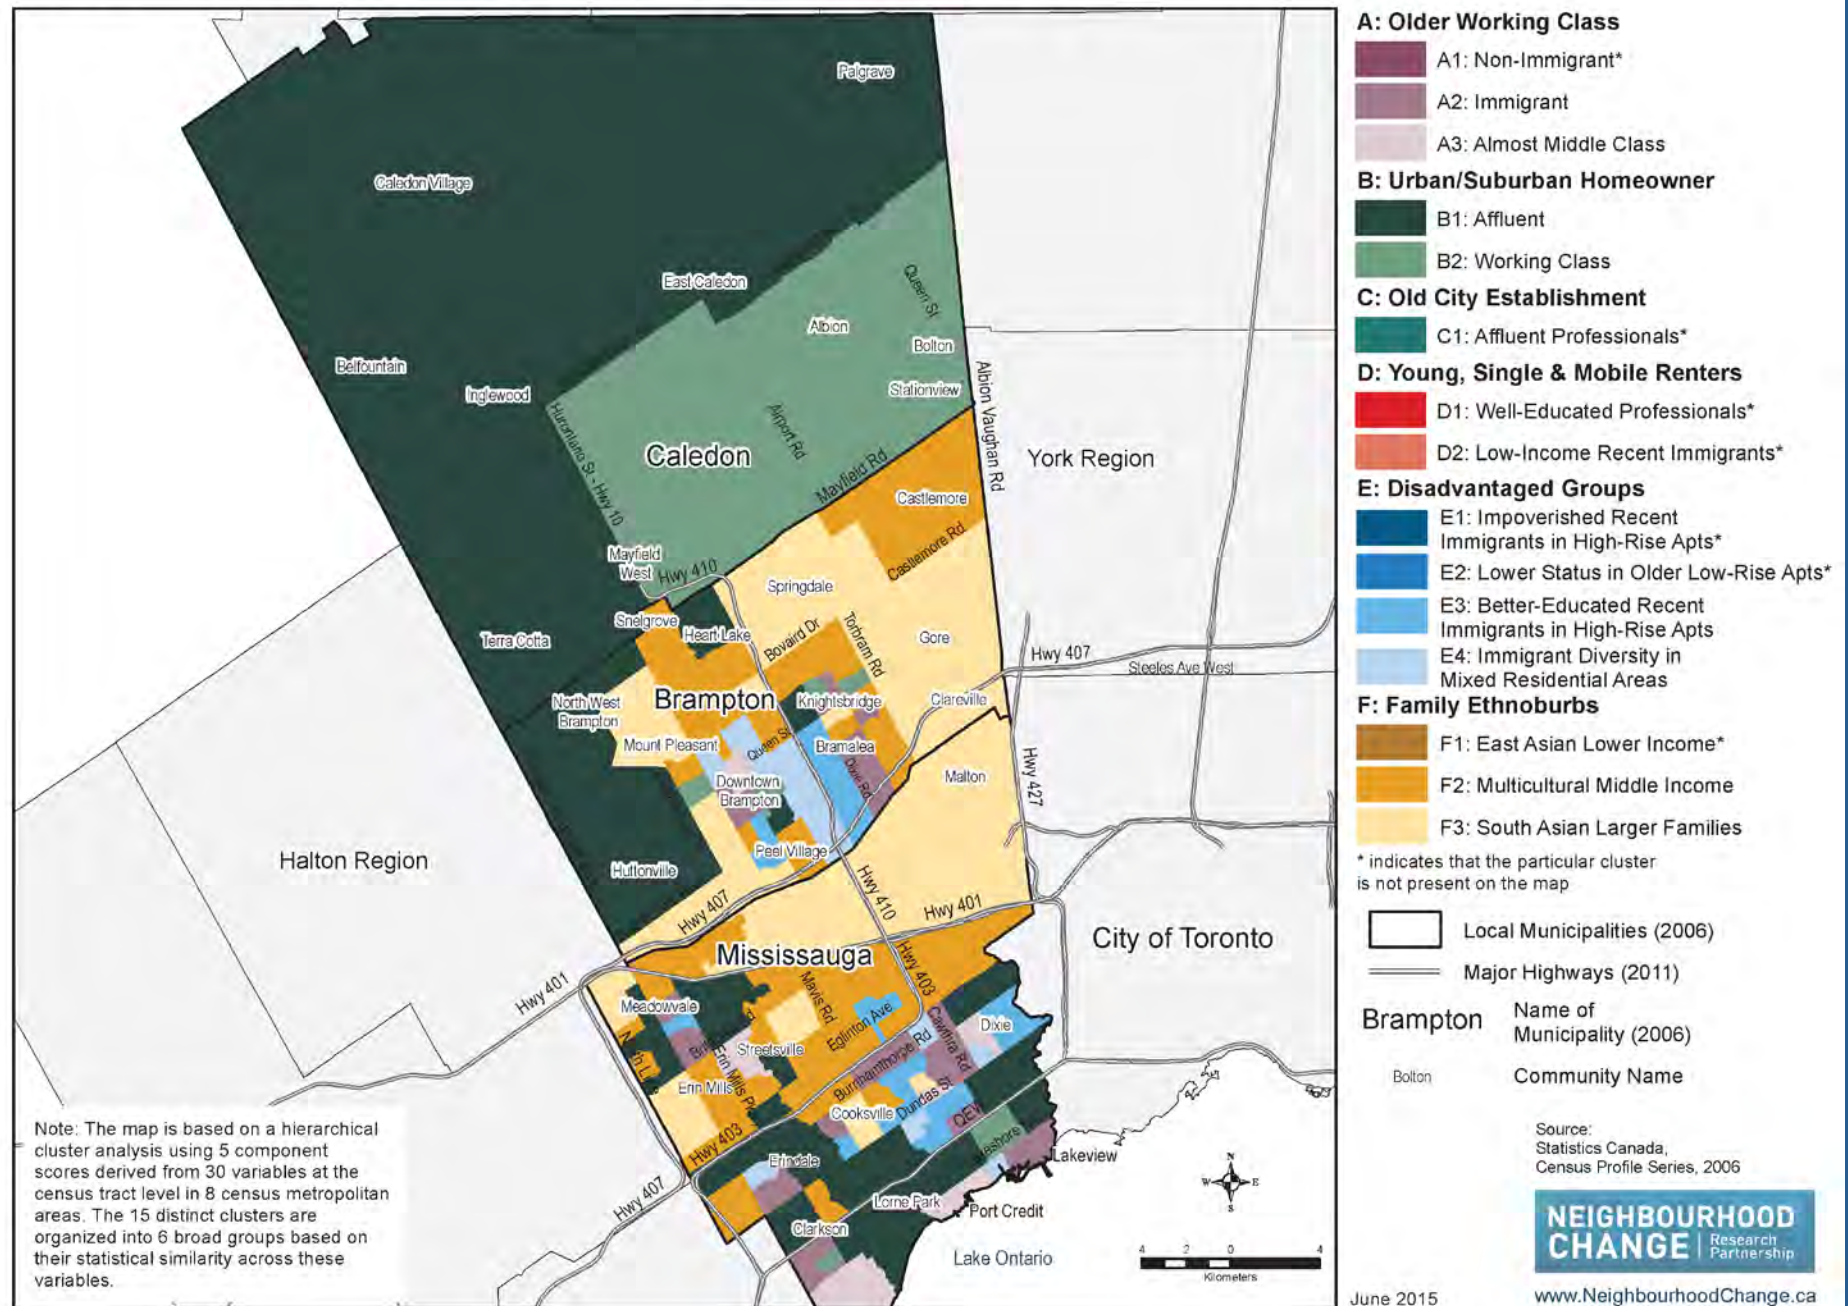 Palgrave
Caledon Village
East Caledon
Queen St
Albion
Bolton
Belfountain
Inglewood
Stationview
Albion Vaughan Rd
Hurontario St - Hwy 10
Airport Rd
Caledon
York Region
Mayfield Rd
Castlemore
Castlemore Rd
Mayfield
West
Hwy 410
Springdale
Snelgrove
Heart Lake
Terra Cotta
Bovaird Dr
Torbram Rd
Gore
Hwy 407
Steeles Ave West
North West
Brampton
Brampton
Knightsbridge
Clareville
Mount Pleasant
Queen St
Bramalea
Dixie Rd
Malton
Hwy 427
Downtown
Brampton
Peel Village
Halton Region
Huttonville
Hwy 407
Hwy 410
Hwy 401
City of Toronto
Mississauga
Hwy 403
Hwy 401
Meadowvale
Mavis Rd
Eglinton Ave
Cawthra Rd
Dixie
Streetsville
Erin Mills
Erin Mills
Burnhamthorpe Rd
Cooksville
Dundas St
QEW
Hwy 403
Erindale
Lakeview
Hwy 407
Lorne Park
Port Credit
Clarkson
Lake Ontario
N
W
E
S
4 2 0 4
Kilometers
Note: The map is based on a hierarchical
cluster analysis using 5 component
scores derived from 30 variables at the
census tract level in 8 census metropolitan
areas. The 15 distinct clusters are
organized into 6 broad groups based on
their statistical similarity across these
variables.
A: Older Working Class
A1: Non-Immigrant*
A2: Immigrant
A3: Almost Middle Class
B: Urban/Suburban Homeowner
B1: Affluent
B2: Working Class
C: Old City Establishment
C1: Affluent Professionals*
D: Young, Single & Mobile Renters
D1: Well-Educated Professionals*
D2: Low-Income Recent Immigrants*
E: Disadvantaged Groups
E1: Impoverished Recent
Immigrants in High-Rise Apts*
E2: Lower Status in Older Low-Rise Apts*
E3: Better-Educated Recent
Immigrants in High-Rise Apts
E4: Immigrant Diversity in
Mixed Residential Areas
F: Family Ethnoburbs
F1: East Asian Lower Income*
F2: Multicultural Middle Income
F3: South Asian Larger Families
* indicates that the particular cluster
is not present on the map
Local Municipalities (2006)
Major Highways (2011)
Brampton Name of
Municipality (2006)
Bolton Community Name
Source:
Statistics Canada,
Census Profile Series, 2006
NEIGHBOURHOOD
CHANGE | Research
Partnership
June 2015
www.NeighbourhoodChange.ca